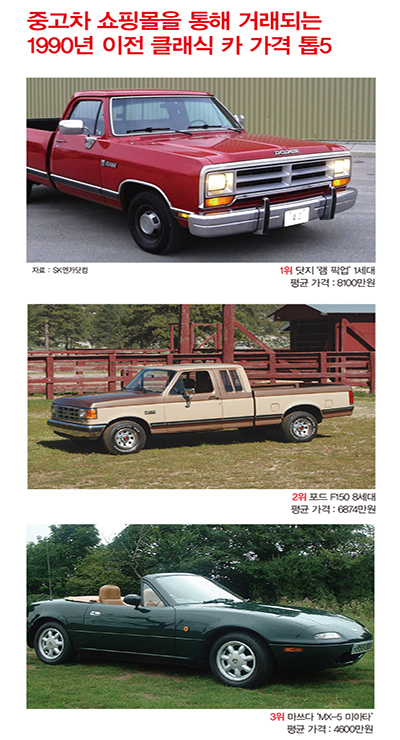 중고차 쇼핑몰을 통해 거래되는
1990년 이전 클래식 카 가격 톱5
DODGE
자료 : SK엔카닷컴
1위 닷지 '램 픽업' 1세대
평균 가격 : 8100만원
2위 포드 F150 8세대
평균 가격 : 6874만원
3위 마쓰다 'MX-5 미아타'
평균 가격 : 4600만원